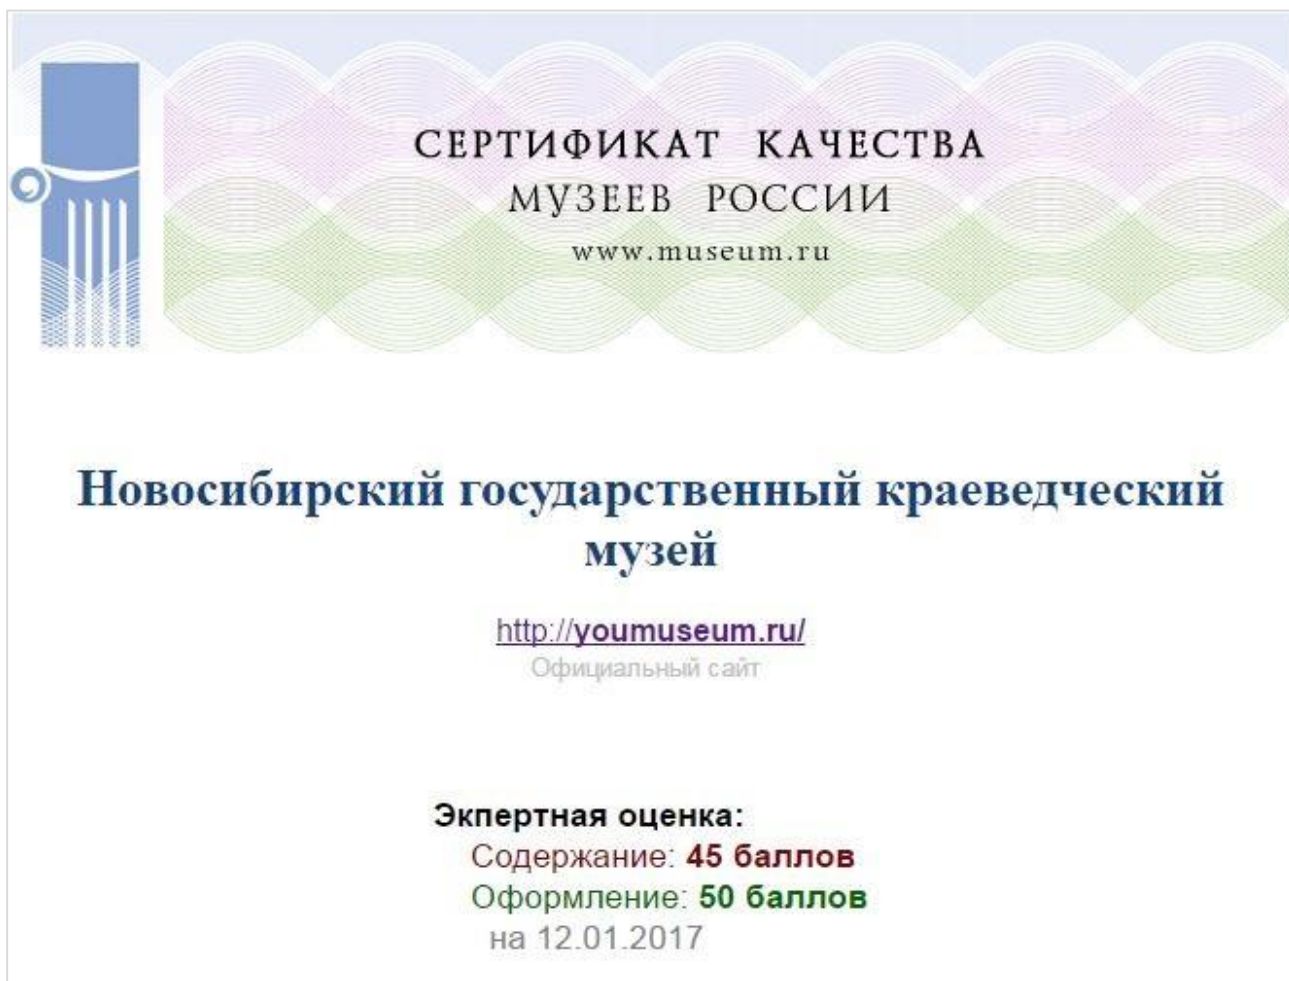 СЕРТИФИКАТ КАЧЕСТВА
МУЗЕЕВ РОССИИ
www.museum.ru
Новосибирский государственный краеведческий
музей
http://youmuseum.ru/
Официальный сайт
Экпертная оценка:
Содержание: 45 баллов
Оформление: 50 баллов
на 12.01.2017